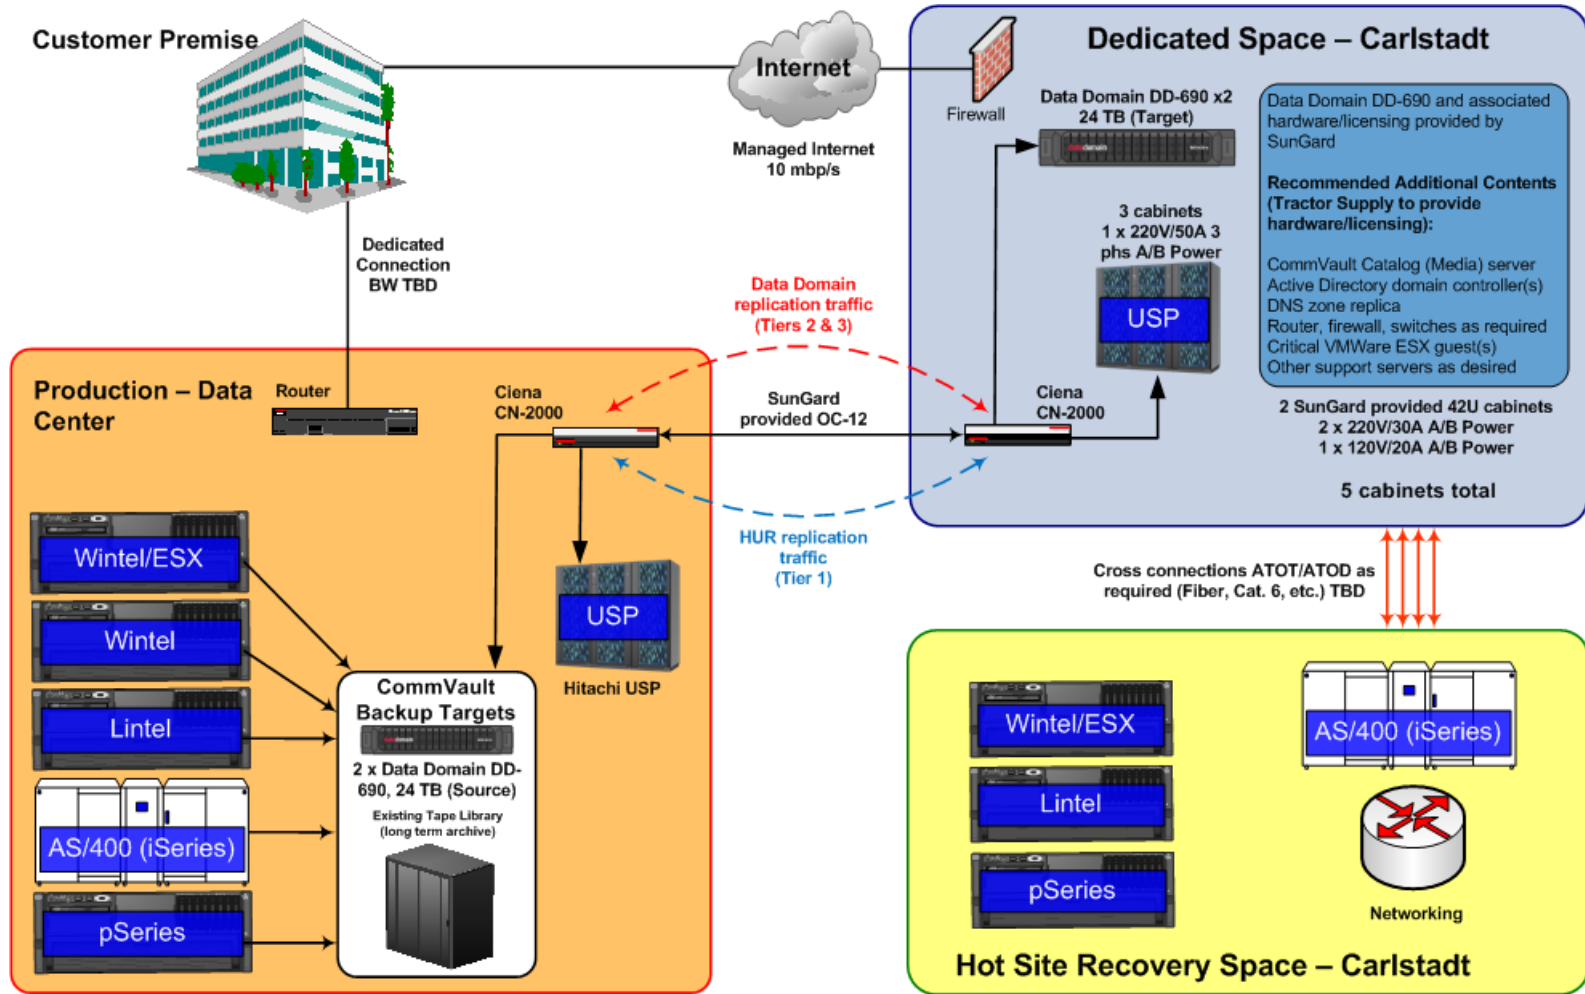 Customer Premise
Internet
Managed Internet
10 mbp/s
Firewall
Dedicated Space – Carlstadt
Data Domain DD-690 x2
24 TB (Target)
3 cabinets
1 x 220V/50A 3
phs A/B Power
USP
Ciena
CN-2000
Data Domain DD-690 and associated
hardware/licensing provided by
SunGard
Recommended Additional Contents
(Tractor Supply to provide
hardware/licensing):
CommVault Catalog (Media) server
Active Directory domain controller(s)
DNS zone replica
Router, firewall, switches as required
Critical VMWare ESX guest(s)
Other support servers as desired
2 SunGard provided 42U cabinets
2 x 220V/30A A/B Power
1 x 120V/20A A/B Power
5 cabinets total
Dedicated
Connection
BW TBD
Data Domain
replication traffic
(Tiers 2 & 3)
SunGard
provided OC-12
HUR replication
traffic
(Tier 1)
Production – Data
Center
Router
Ciena
CN-2000
Wintel/ESX
Wintel
Lintel
AS/400 (iSeries)
pSeries
CommVault
Backup Targets
2 x Data Domain DD-
690, 24 TB (Source)
Existing Tape Library
(long term archive)
USP
Hitachi USP
Cross connections ATOT/ATOD as
required (Fiber, Cat. 6, etc.) TBD
Wintel/ESX
Lintel
pSeries
AS/400 (iSeries)
Networking
Hot Site Recovery Space – Carlstadt